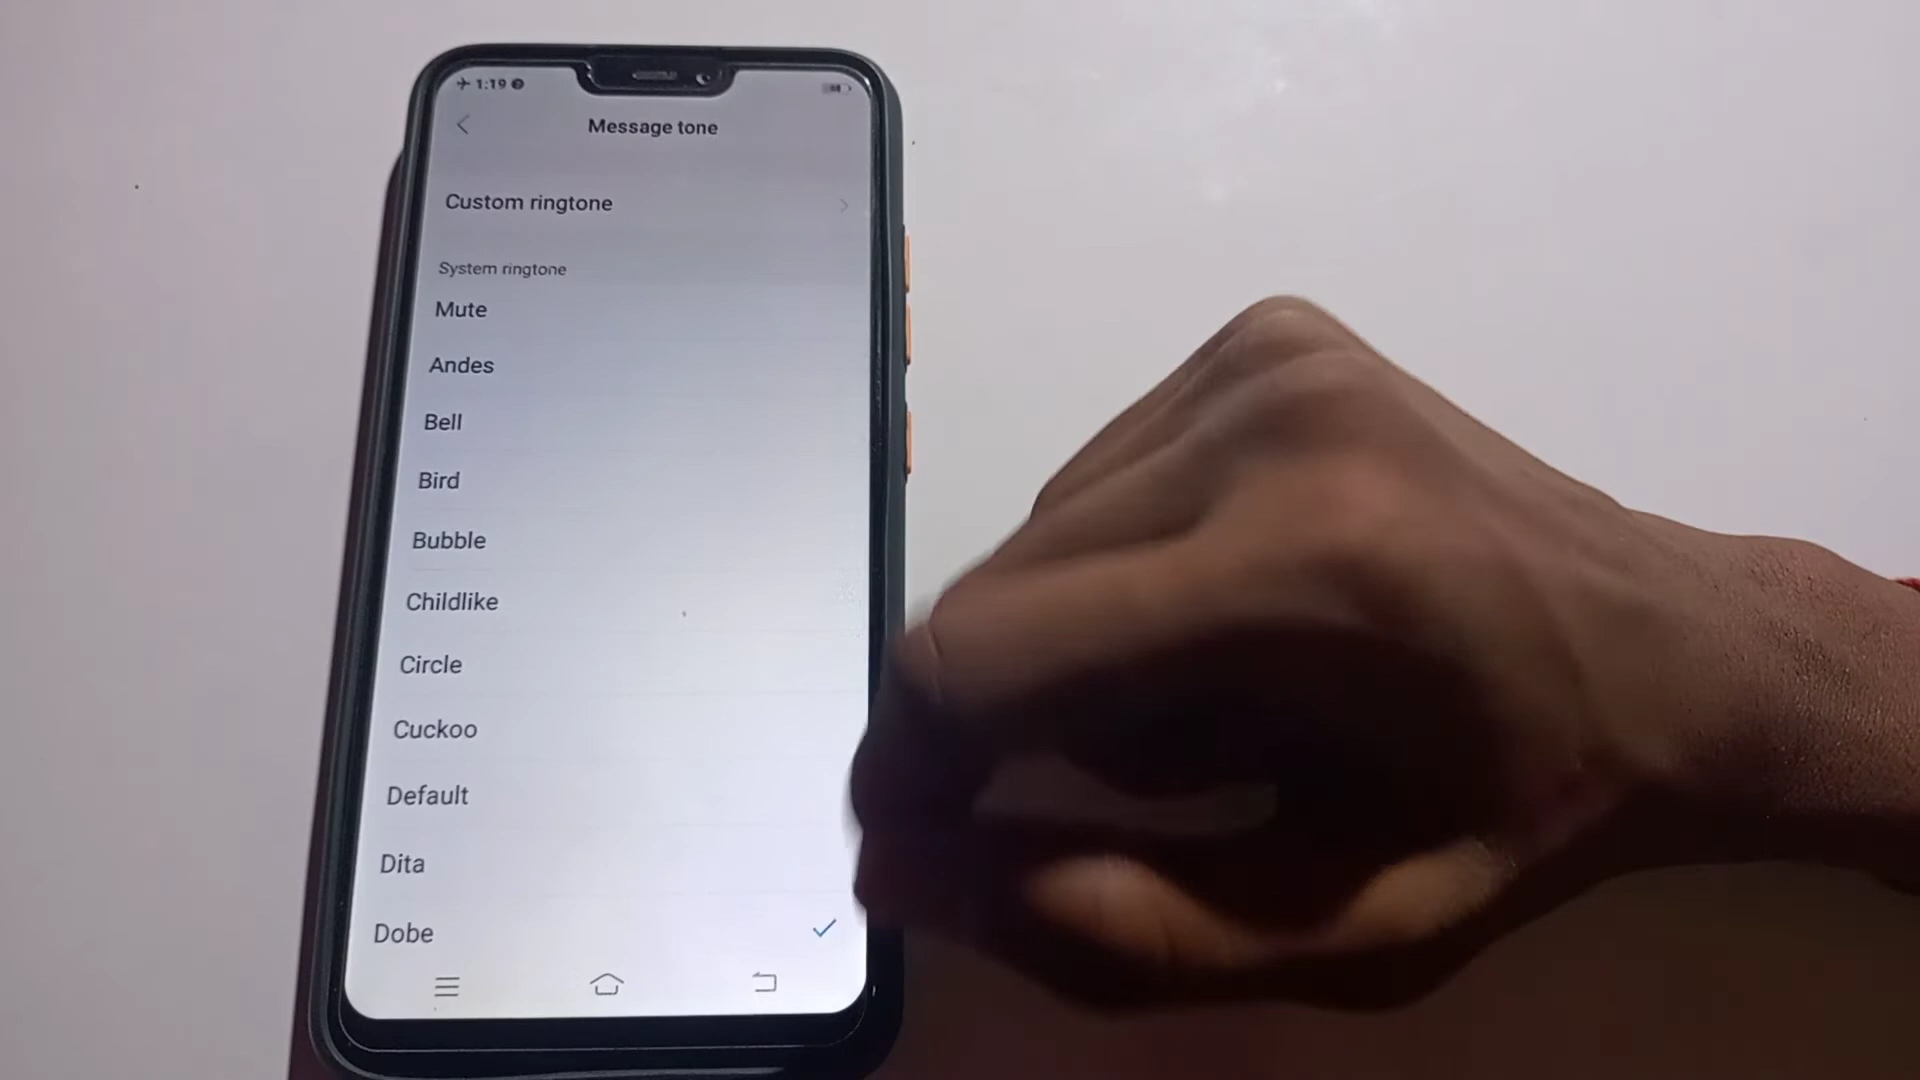 1:19
Message tone
Custom ringtone
System ringtone
Mute
Andes
Bell
Bird
Bubble
Childlike
Circle
Cuckoo
Default
Dita
Dobe